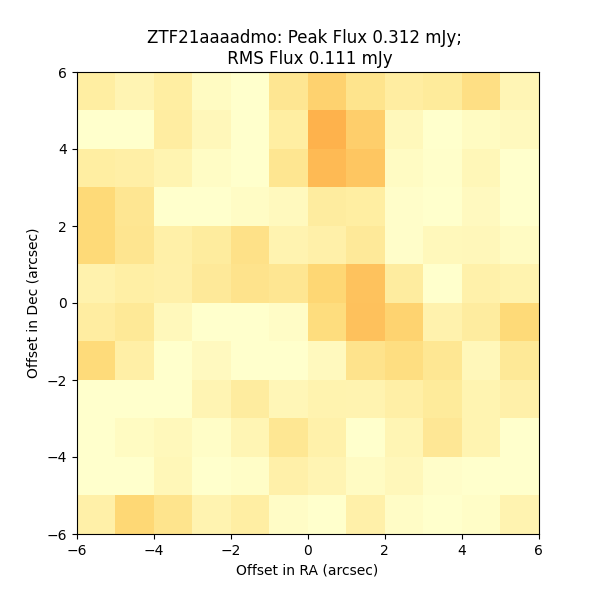 ZTF21aaaadmo: Peak Flux 0.312 mJy;
RMS Flux 0.111 mJy
6
4
2
0
−2
−4
−6
Offset in Dec (arcsec)
−6 −4 −2 0 2 4 6
Offset in RA (arcsec)